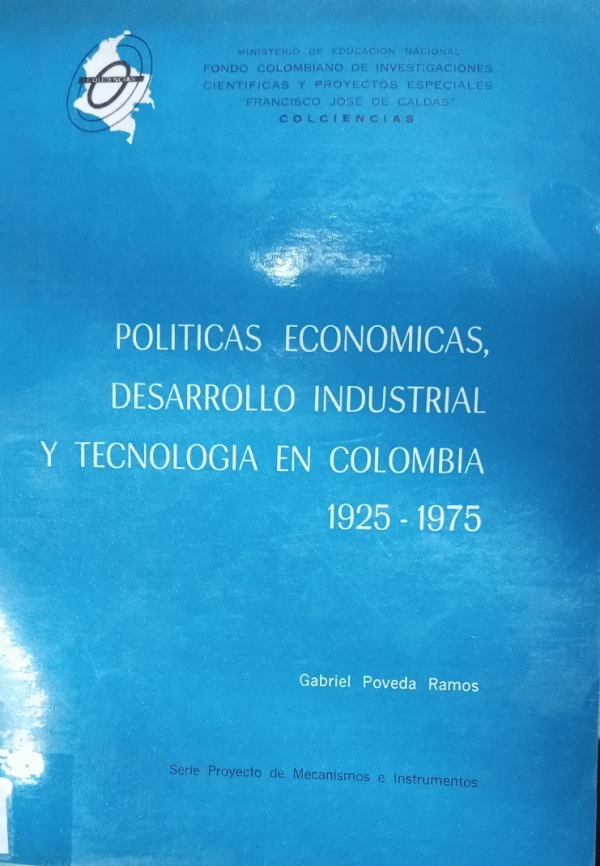 COLCIENCIAS
MINISTERIO DE EDUCACION NACIONAL
FONDO COLOMBIANO DE INVESTIGACIONES
CIENTIFICAS Y PROYECTOS ESPECIALES
"FRANCISCO JOSE DE CALDAS"
COLCIENCIAS
POLITICAS ECONOMICAS,
DESARROLLO INDUSTRIAL
Y TECNOLOGIA EN COLOMBIA
1925 - 1975
Gabriel Poveda Ramos
Serie Proyecto de Mecanismos e Instrumentos